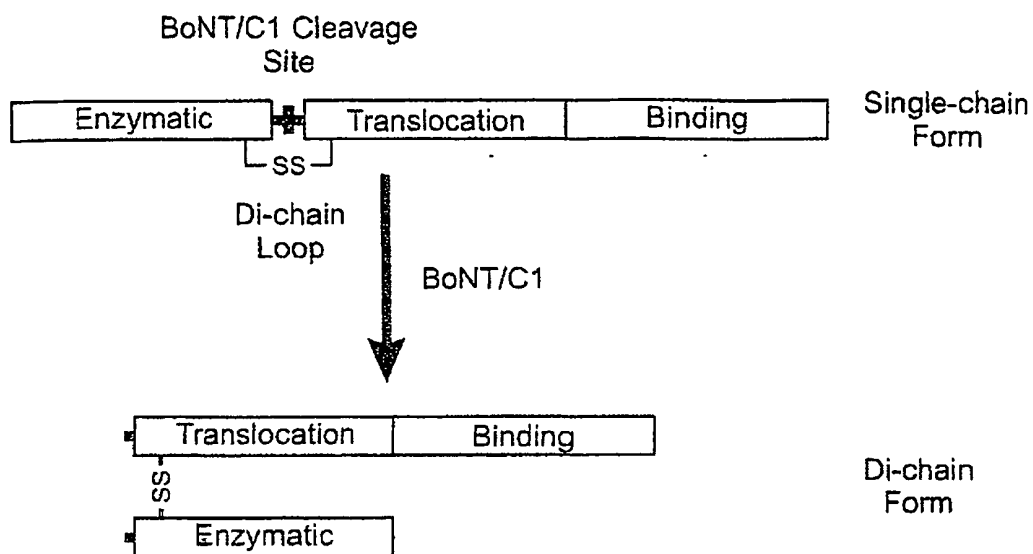 BoNT/C1 Cleavage
Site
Enzymatic
Translocation
Binding
Single-chain
Form
SS
Di-chain
Loop
BoNT/C1
Translocation
Binding
SS
Di-chain
Form
Enzymatic